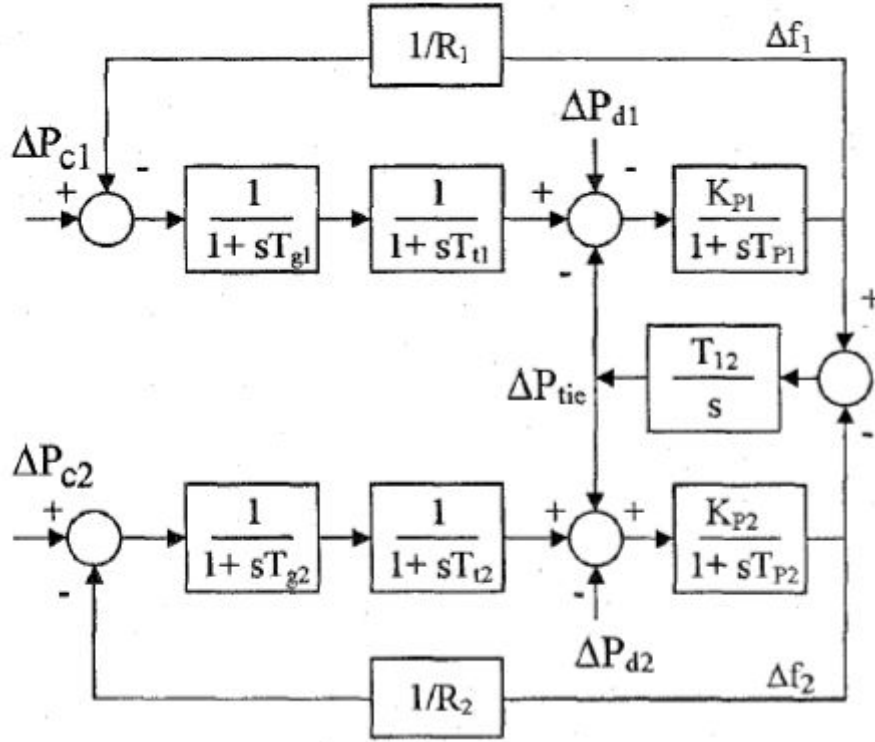 1/R₁
Δf₁
ΔP_d1
ΔP_c1
-
+
1
1+ sT_g1
1
1+ sT_t1
+
-
K_P1
1+ sT_P1
-
+
T₁₂
s
ΔP_tie
-
ΔP_c2
+
1
1+ sT_g2
1
1+ sT_t2
+
+
K_P2
1+ sT_P2
-
-
ΔP_d2
1/R₂
Δf₂